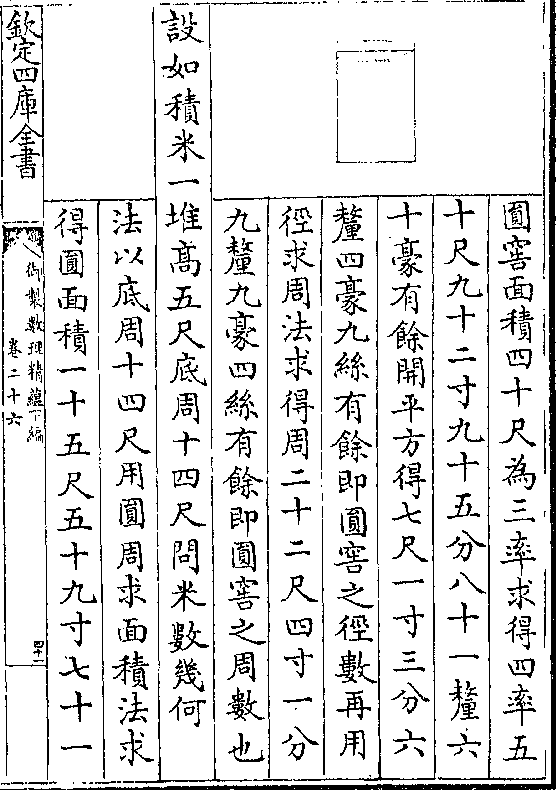 圓窖面積四十尺為三率求得四率五
十尺九十二寸九十五分八十一釐六
十豪有餘開平方得七尺一寸三分六
釐四豪九絲有餘即圓窖之徑數再用
徑求周法求得周二十二尺四寸一分
九釐九豪四絲有餘即圓窖之周數也
設如積米一堆高五尺底周十四尺問米數幾何
法以底周十四尺用圓周求面積法求
得圓面積一十五尺五十九寸七十一
欽定四庫全書
御製數理精蘊下編
卷二十六
四十一